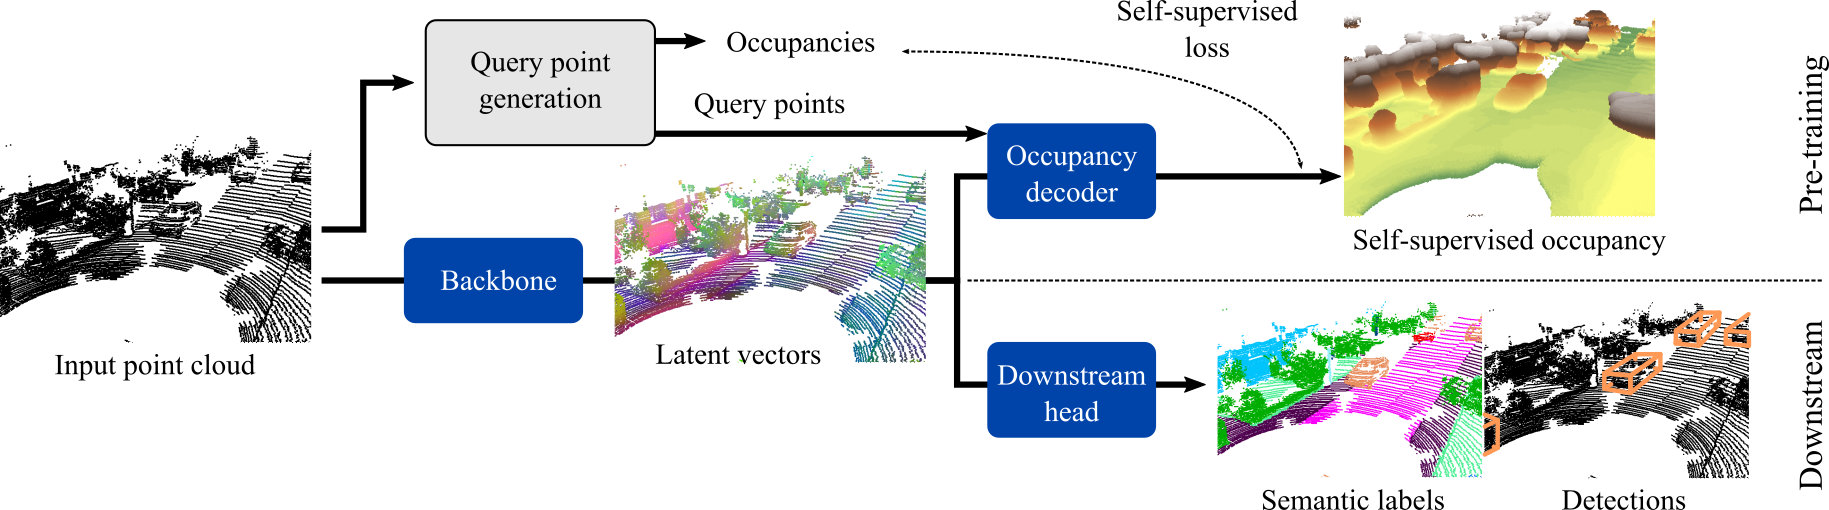 Self-supervised
loss
Query point
generation
Occupancies
Query points
Occupancy
decoder
Pre-training
Self-supervised occupancy
Backbone
Input point cloud
Latent vectors
Downstream
head
Downstream
Semantic labels
Detections